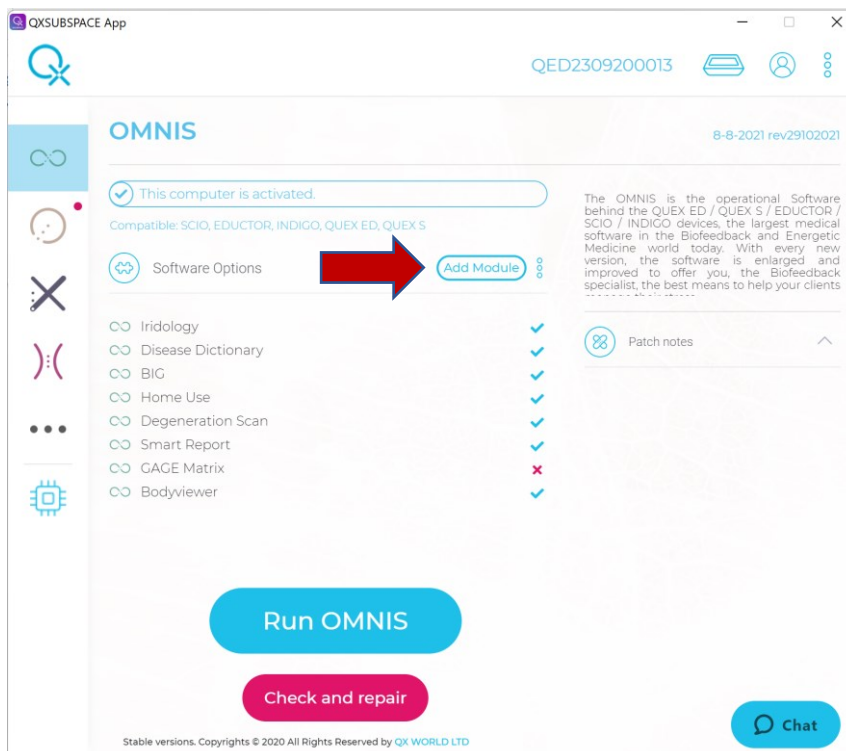 QXSUBSPACE App
QED2309200013
OMNIS
8-8-2021 rev29102021
This computer is activated.
Compatible: SCIO, EDUCTOR, INDIGO, QUEX ED, QUEX S
Software Options
Add Module
Iridology
Disease Dictionary
BIG
Home Use
Degeneration Scan
Smart Report
GAGE Matrix
Bodyviewer
The OMNIS is the operational Software
behind the QUEX ED / QUEX S / EDUCTOR /
SCIO / INDIGO devices, the largest medical
software in the Biofeedback and Energetic
Medicine world today. With every new
version, the software is enlarged and
improved to offer you, the Biofeedback
specialist, the best means to help your clients
Patch notes
Run OMNIS
Check and repair
Chat
Stable versions. Copyrights © 2020 All Rights Reserved by QX WORLD LTD